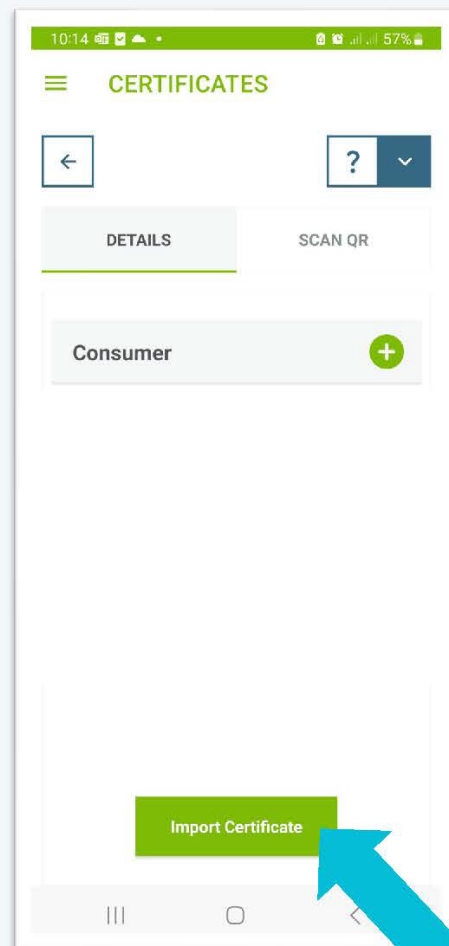 10:14 57%
CERTIFICATES
?
DETAILS SCAN QR
Consumer
Import Certificate